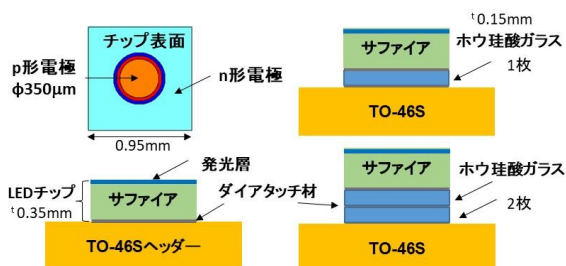 チップ表面
p形電極
φ350μm
n形電極
0.95mm
t0.15mm
ホウ珪酸ガラス
サファイア
1枚
TO-46S
発光層
LEDチップ
t0.35mm
サファイア
ダイアタッチ材
TO-46Sヘッダー
サファイア
ホウ珪酸ガラス
2枚
TO-46S